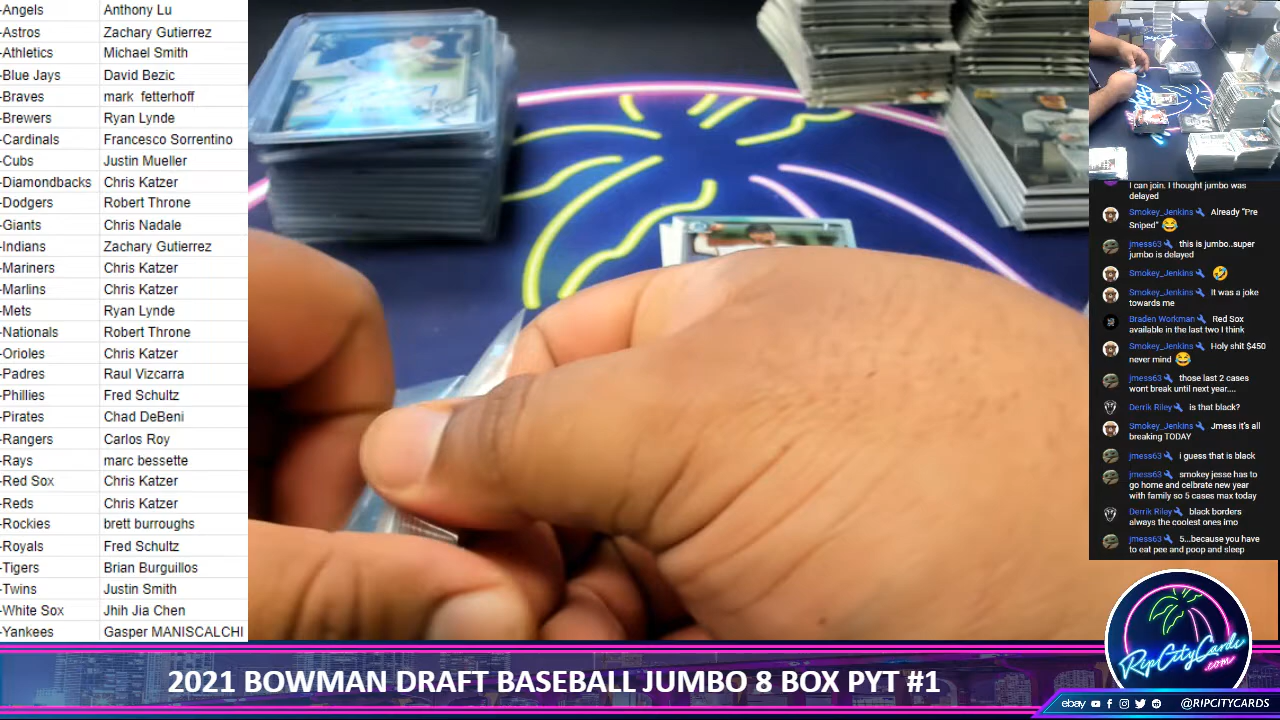 -Angels Anthony Lu
-Astros Zachary Gutierrez
-Athletics Michael Smith
-Blue Jays David Bezic
-Braves mark fetterhoff
-Brewers Ryan Lynde
-Cardinals Francesco Sorrentino
-Cubs Justin Mueller
-Diamondbacks Chris Katzer
-Dodgers Robert Throne
-Giants Chris Nadale
-Indians Zachary Gutierrez
-Mariners Chris Katzer
-Marlins Chris Katzer
-Mets Ryan Lynde
-Nationals Robert Throne
-Orioles Chris Katzer
-Padres Raul Vizcarra
-Phillies Fred Schultz
-Pirates Chad DeBeni
-Rangers Carlos Roy
-Rays marc bessette
-Red Sox Chris Katzer
-Reds Chris Katzer
-Rockies brett burroughs
-Royals Fred Schultz
-Tigers Brian Burguillos
-Twins Justin Smith
-White Sox Jhih Jia Chen
-Yankees Gasper MANISCALCHI
I can join. I thought jumbo was
delayed
Smokey_Jenkins Already "Pre
Sniped" 😂
jmess63 this is jumbo..super
jumbo is delayed
Smokey_Jenkins 🤣
Smokey_Jenkins It was a joke
towards me
Braden Workman Red Sox
available in the last two I think
Smokey_Jenkins Holy shit $450
never mind 😂
jmess63 those last 2 cases
wont break until next year....
Derrik Riley is that black?
Smokey_Jenkins Jmess it's all
breaking TODAY
jmess63 i guess that is black
jmess63 smokey jesse has to
go home and celbrate new year
with family so 5 cases max today
Derrik Riley black borders
always the coolest ones imo
jmess63 5...because you have
to eat pee and poop and sleep
RipCityCards
.com
2021 BOWMAN DRAFT BASEBALL JUMBO 8 BOX PYT #1
ebay @RIPCITYCARDS